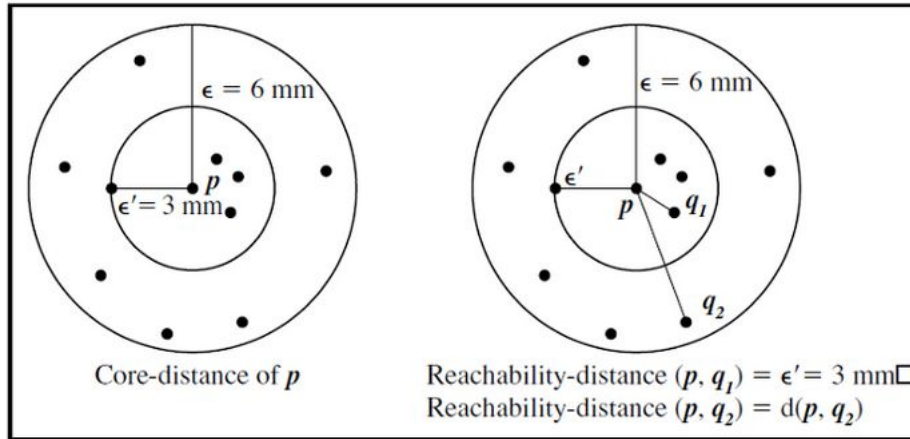 ϵ = 6 mm
p
ϵ′= 3 mm
Core-distance of p
ϵ = 6 mm
ϵ′
p
q1
q2
Reachability-distance (p, q1) = ϵ′= 3 mm□
Reachability-distance (p, q2) = d(p, q2)